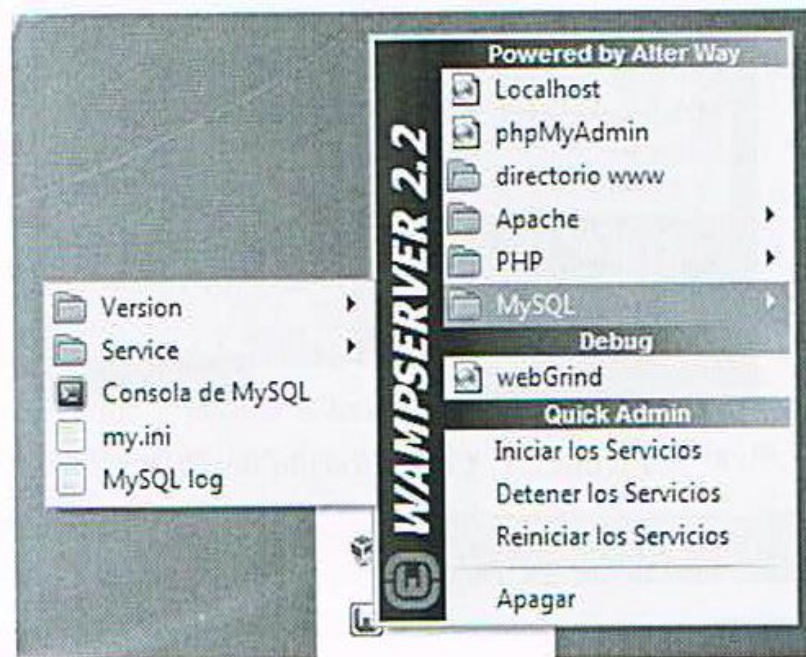 Powered by Alter Way
Localhost
phpMyAdmin
directorio www
Apache
PHP
MySQL
Debug
webGrind
Quick Admin
Iniciar los Servicios
Detener los Servicios
Reiniciar los Servicios
Apagar
WAMPSERVER 2.2
Version
Service
Consola de MySQL
my.ini
MySQL log